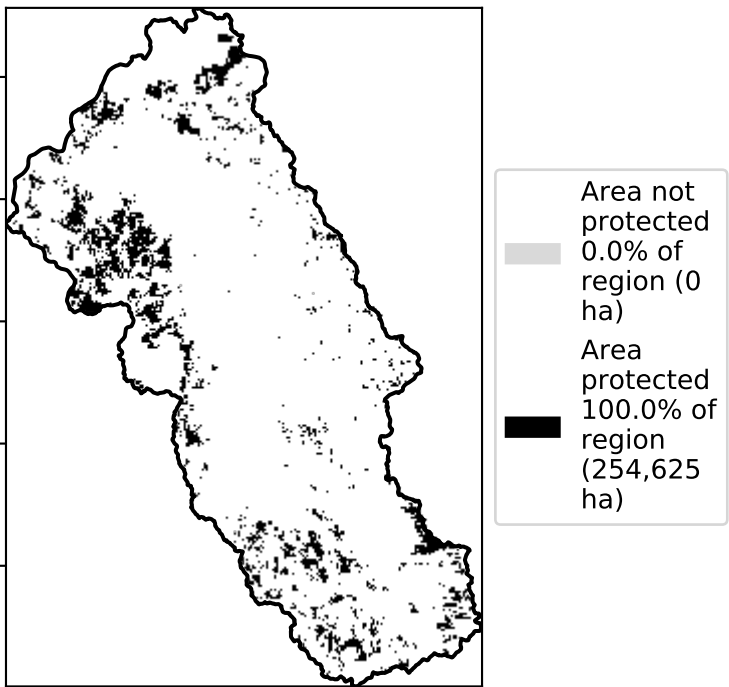 Area not
protected
0.0% of
region (0
ha)
Area
protected
100.0% of
region
(254,625
ha)